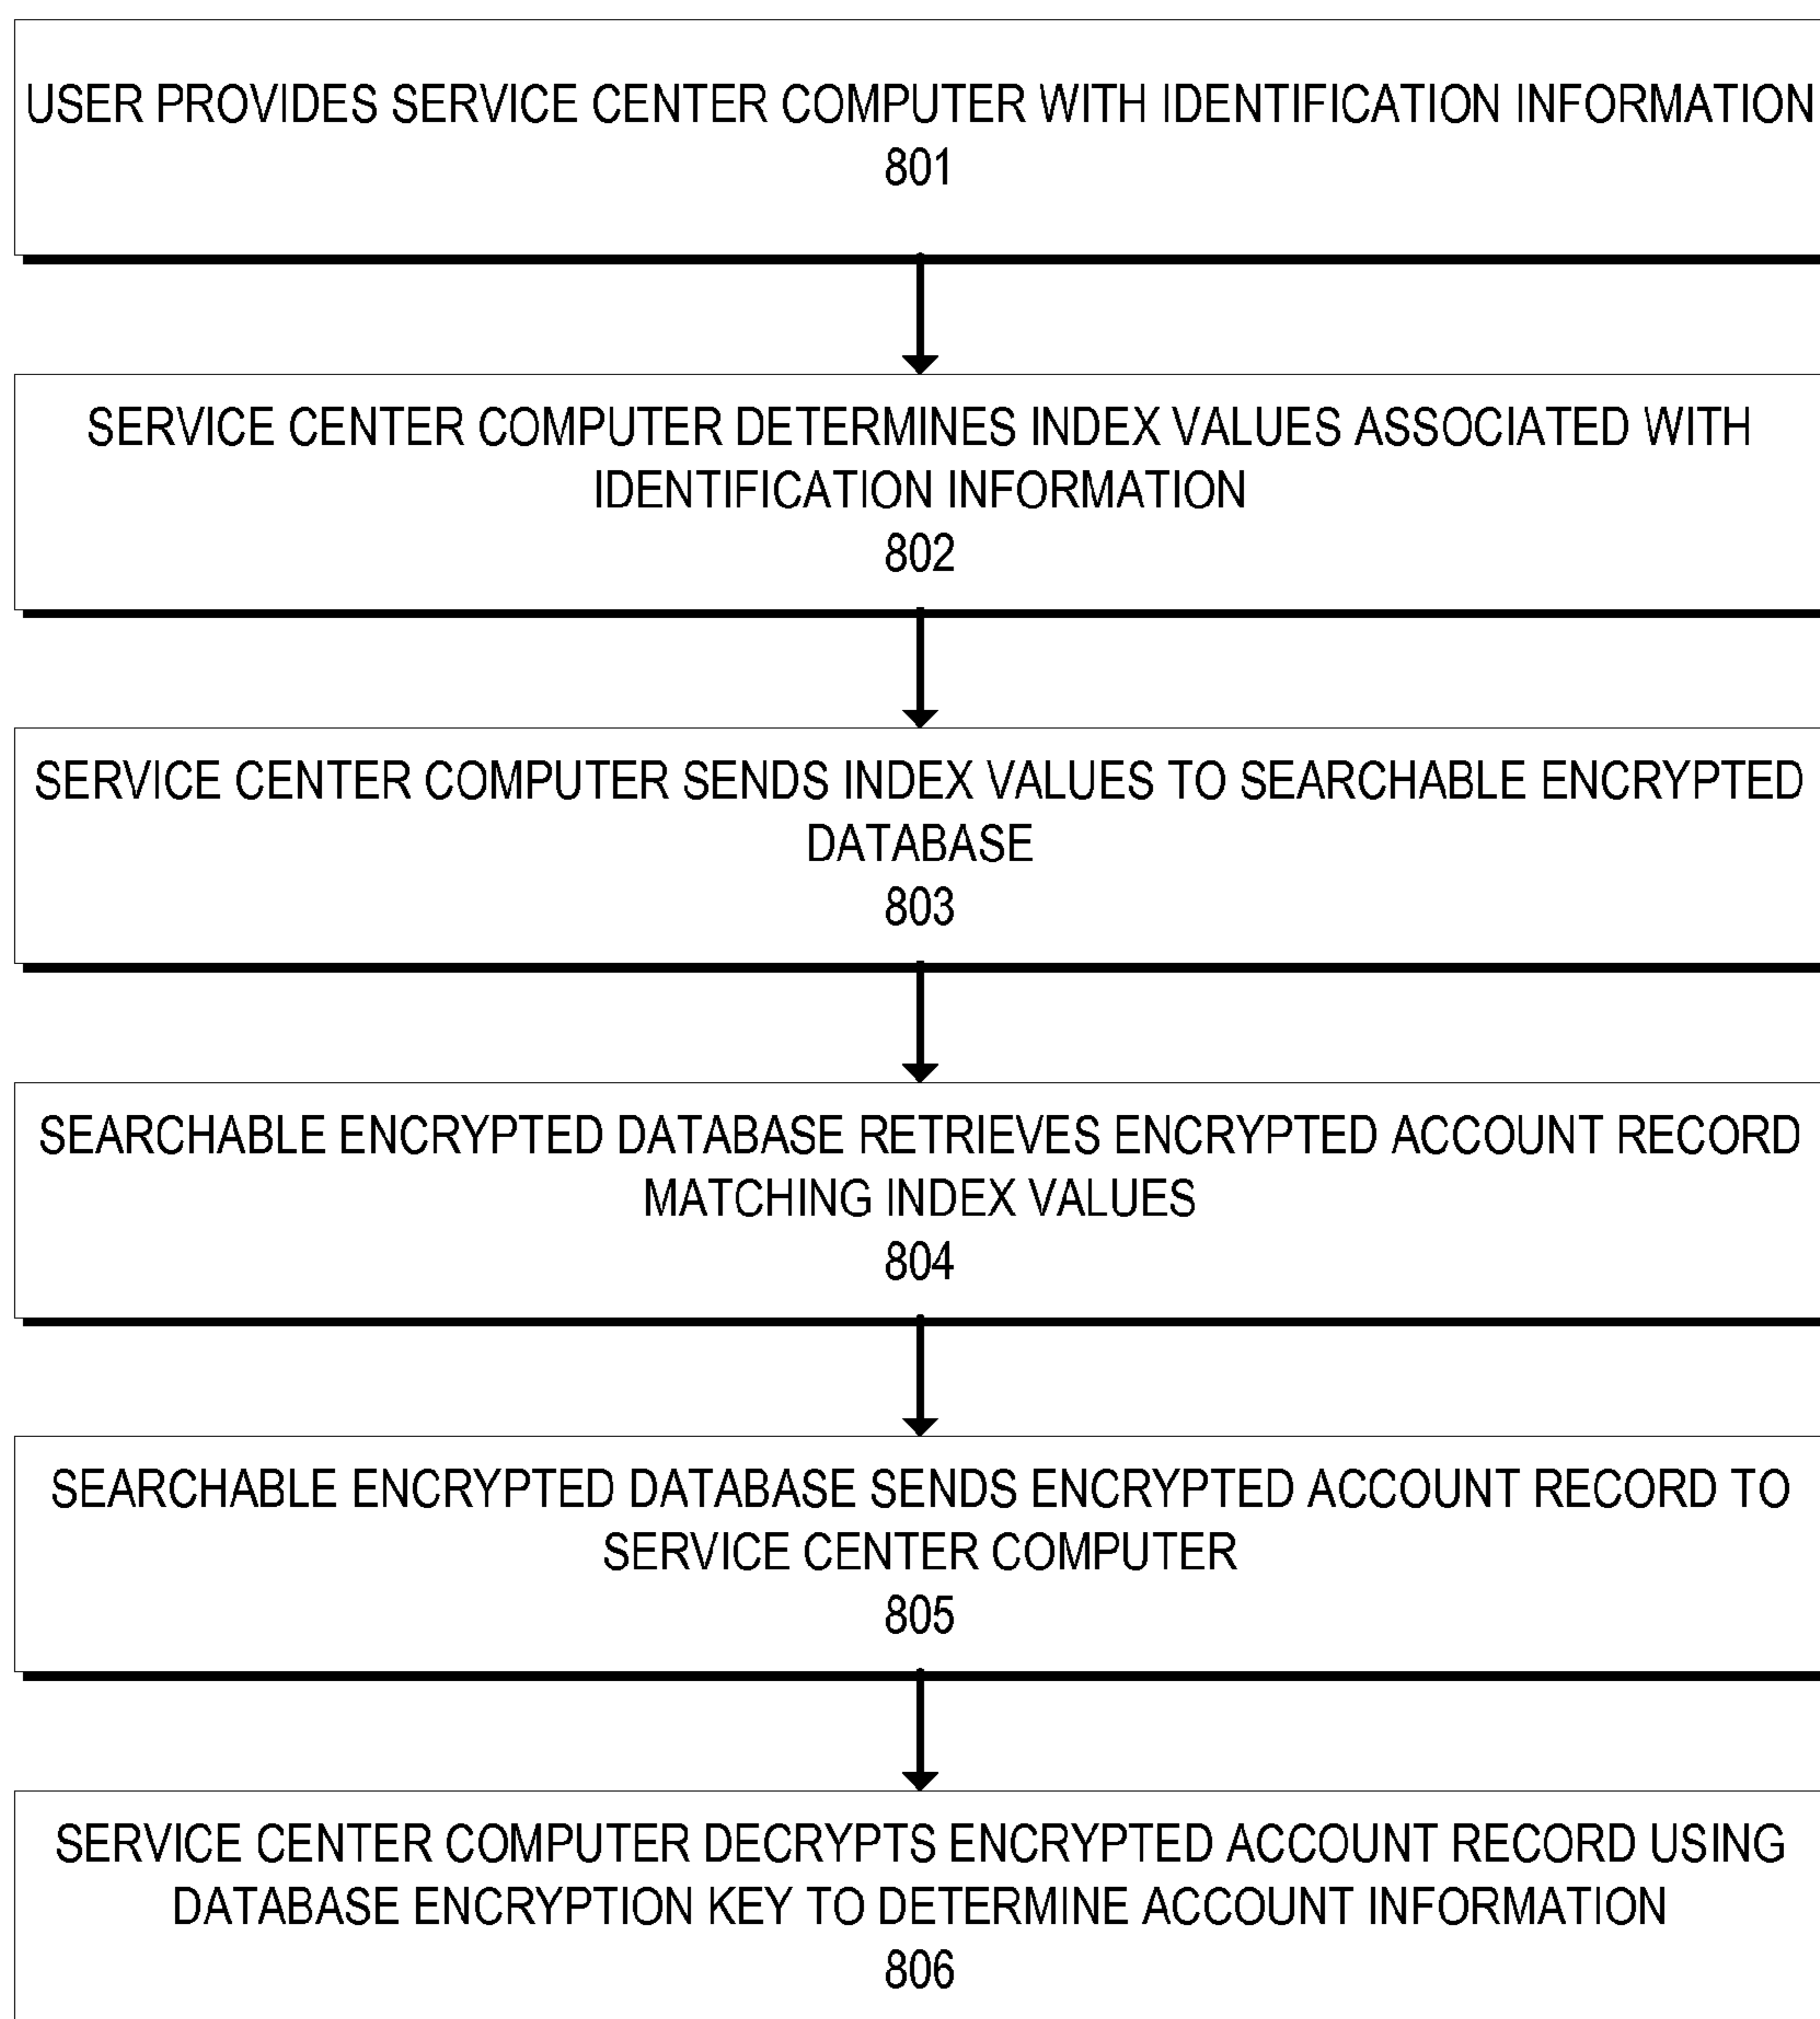 USER PROVIDES SERVICE CENTER COMPUTER WITH IDENTIFICATION INFORMATION
801
SERVICE CENTER COMPUTER DETERMINES INDEX VALUES ASSOCIATED WITH
IDENTIFICATION INFORMATION
802
SERVICE CENTER COMPUTER SENDS INDEX VALUES TO SEARCHABLE ENCRYPTED
DATABASE
803
SEARCHABLE ENCRYPTED DATABASE RETRIEVES ENCRYPTED ACCOUNT RECORD
MATCHING INDEX VALUES
804
SEARCHABLE ENCRYPTED DATABASE SENDS ENCRYPTED ACCOUNT RECORD TO
SERVICE CENTER COMPUTER
805
SERVICE CENTER COMPUTER DECRYPTS ENCRYPTED ACCOUNT RECORD USING
DATABASE ENCRYPTION KEY TO DETERMINE ACCOUNT INFORMATION
806